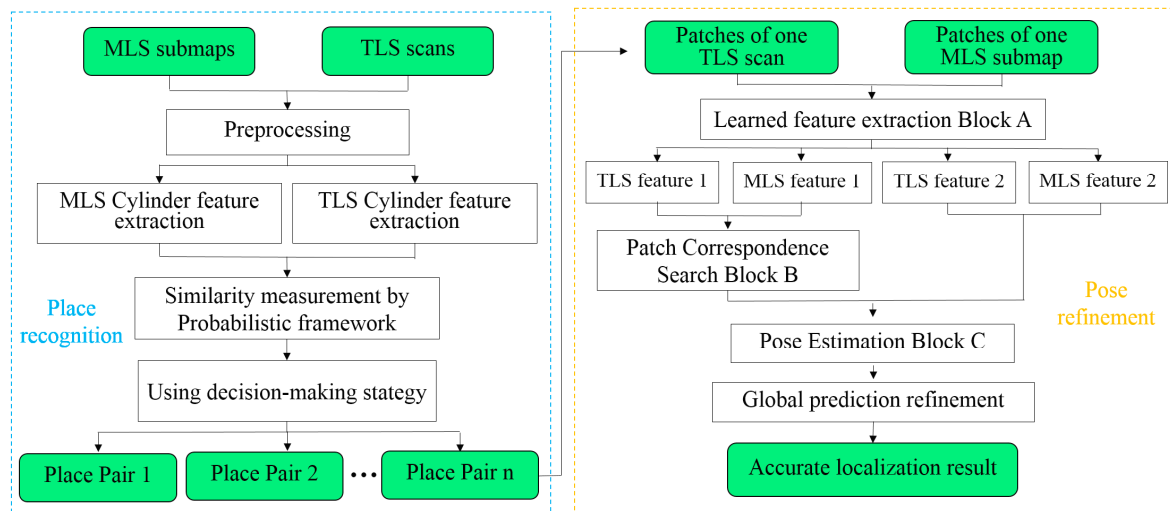 MLS submaps
TLS scans
Preprocessing
MLS Cylinder feature
extraction
TLS Cylinder feature
extraction
Similarity measurement by
Probabilistic framework
Place
recognition
Using decision-making stategy
Place Pair 1
Place Pair 2
•••
Place Pair n
Patches of one
TLS scan
Patches of one
MLS submap
Learned feature extraction Block A
TLS feature 1
MLS feature 1
TLS feature 2
MLS feature 2
Patch Correspondence
Search Block B
Pose
refinement
Pose Estimation Block C
Global prediction refinement
Accurate localization result